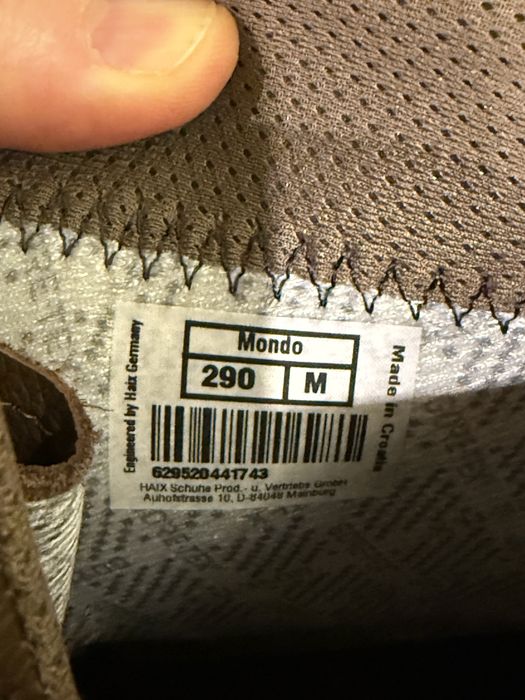 Engineered by Haix Germany
Mondo
290 M
Made in Croatia
629520441743
HAIX Schuhe Prod.- u. Vertriebs GmbH
Auhofstrasse 10, D-84048 Mainburg